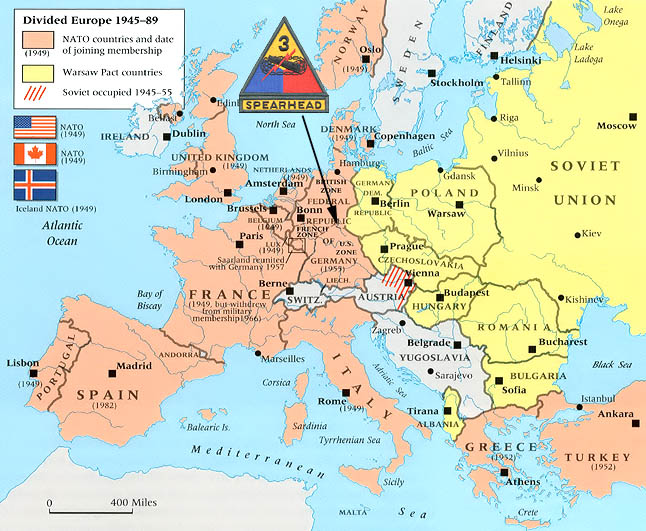 Divided Europe 1945–89
NATO countries and date
(1949) of joining membership
Warsaw Pact countries
Soviet occupied 1945–55
NATO
(1949)
NATO
(1949)
Iceland NATO (1949)
3
SPEARHEAD
Atlantic
Ocean
North Sea
NORWAY
Oslo
(1949)
SWEDEN
Stockholm
FINLAND
Helsinki
Lake
Onega
Lake
Ladoga
Tallinn
Riga
Moscow
Vilnius
Minsk
SOVIET
UNION
Kiev
Kishinev
Baltic Sea
DENMARK
(1949)
Copenhagen
Edin
Belfast
IRELAND
Dublin
UNITED KINGDOM
(1949)
Birmingham
London
NETHERLANDS
(1949)
Amsterdam
Hamburg
BRITISH
ZONE
FEDERAL
REPUBLIC
OF
GERMANY
(1955)
FRENCH
ZONE
U.S.
ZONE
Brussels
BELGIUM
(1949)
Bonn
LUX.
(1949)
Saarland reunited
with Germany 1957
Paris
FRANCE
(1949, but withdrew
from military
membership1966)
GERMAN
DEM.
REPUBLIC
Berlin
Gdansk
POLAND
Warsaw
Prague
CZECHOSLOVAKIA
LIECH.
Berne
SWITZ.
AUSTRIA
Vienna
Budapest
HUNGARY
ROMANIA
Bucharest
Zagreb
Belgrade
YUGOSLAVIA
Sarajevo
BULGARIA
Sofia
Black Sea
Bay of
Biscay
ANDORRA
Marseilles
Corsica
ITALY
Rome
(1949)
Adriatic Sea
Tirana
ALBANIA
Istanbul
Ankara
TURKEY
(1952)
GREECE
(1952)
Athens
Crete
Lisbon
(1949)
PORTUGAL
Madrid
SPAIN
(1982)
Balearic Is.
Sardinia
Tyrrhenian Sea
Sicily
MALTA
Mediterranean
Sea
0 400 Miles